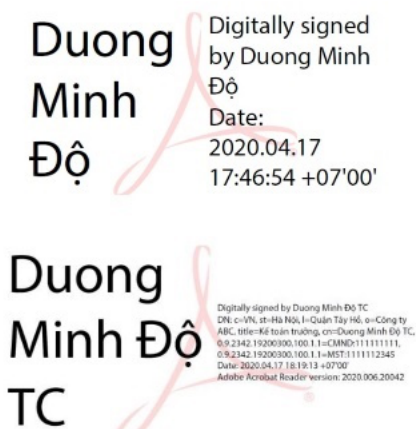 Duong
Minh
Độ
Digitally signed
by Duong Minh
Độ
Date:
2020.04.17
17:46:54 +07'00'
Duong
Minh Độ
TC
Digitally signed by Duong Minh Độ TC
DN: c=VN, st=Hà Nội, l=Quận Tây Hồ, o=Công ty
ABC, title=Kế toán trưởng, cn=Duong Minh Độ TC,
0.9.2342.19200300.100.1.1=CMND:111111111,
0.9.2342.19200300.100.1.1=MST:1111112345
Date: 2020.04.17 18:19:13 +07'00'
Adobe Acrobat Reader version: 2020.006.20042